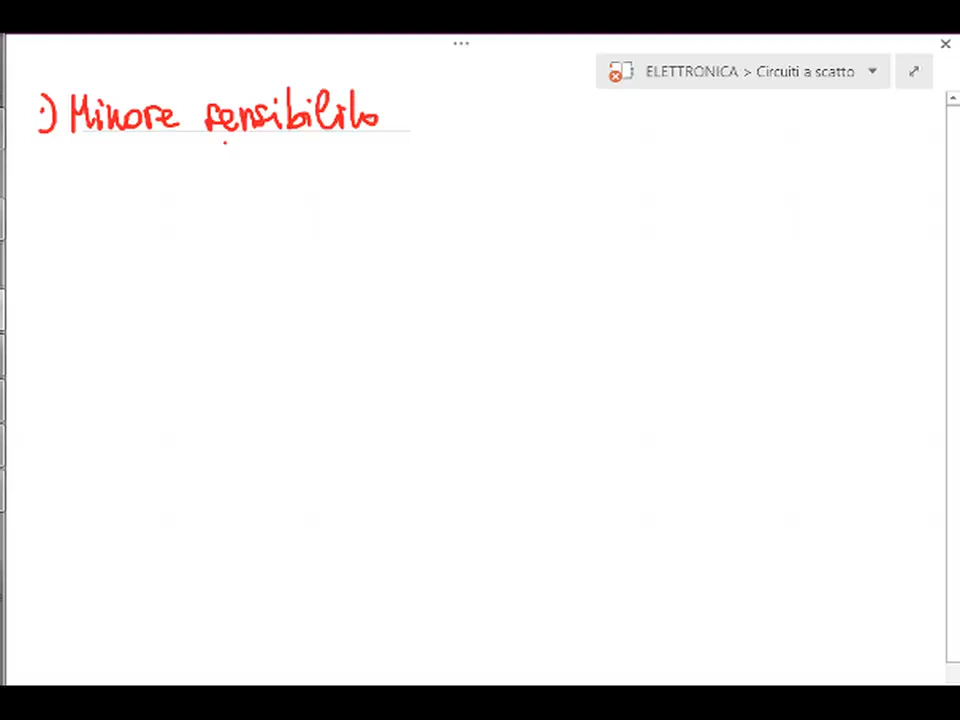 ELETTRONICA > Circuiti a scatto
:) Minore sensibilità